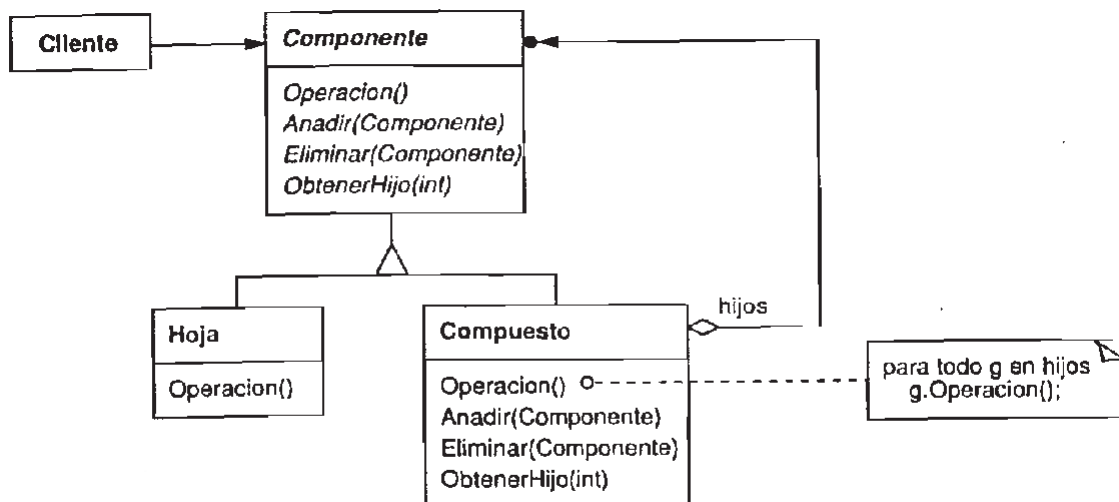 Cliente
Componente
Operacion()
Anadir(Componente)
Eliminar(Componente)
ObtenerHijo(int)
Hoja
Operacion()
Compuesto
Operacion()
Anadir(Componente)
Eliminar(Componente)
ObtenerHijo(int)
hijos
para todo g en hijos
g.Operacion();